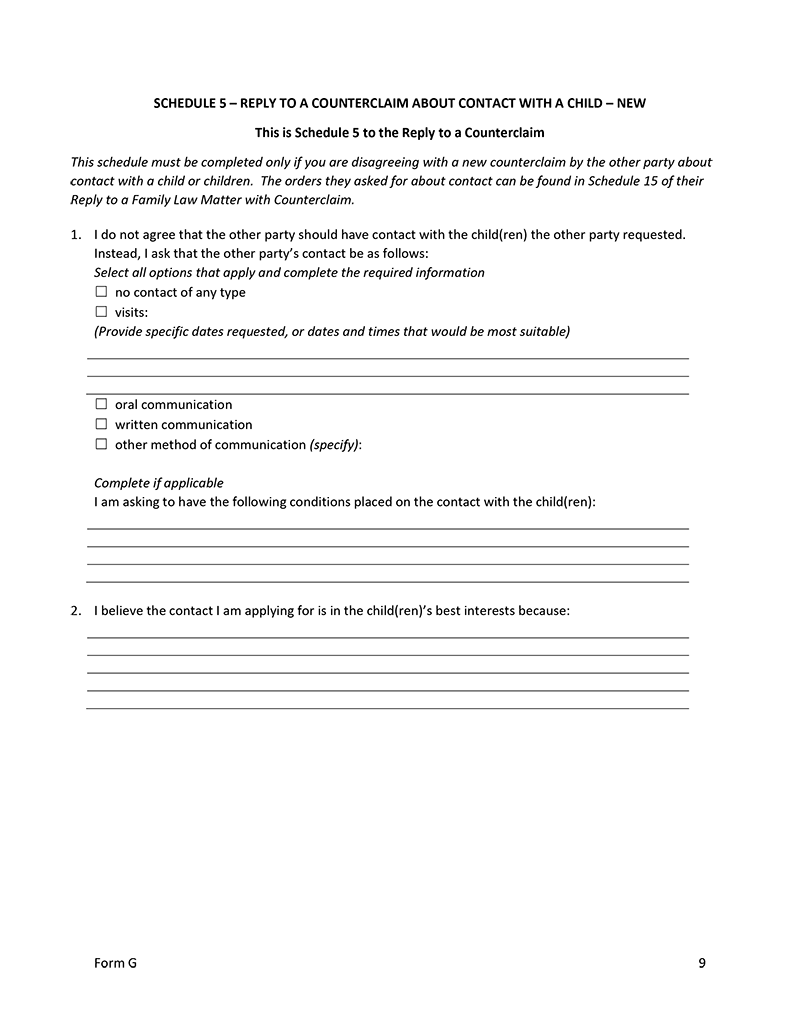 SCHEDULE 5 – REPLY TO A COUNTERCLAIM ABOUT CONTACT WITH A CHILD – NEW
This is Schedule 5 to the Reply to a Counterclaim
This schedule must be completed only if you are disagreeing with a new counterclaim by the other party about
contact with a child or children.  The orders they asked for about contact can be found in Schedule 15 of their
Reply to a Family Law Matter with Counterclaim.
1. I do not agree that the other party should have contact with the child(ren) the other party requested.
Instead, I ask that the other party's contact be as follows:
Select all options that apply and complete the required information
☐ no contact of any type
☐ visits:
(Provide specific dates requested, or dates and times that would be most suitable)
☐ oral communication
☐ written communication
☐ other method of communication (specify):
Complete if applicable
I am asking to have the following conditions placed on the contact with the child(ren):
2. I believe the contact I am applying for is in the child(ren)'s best interests because:
Form G 9